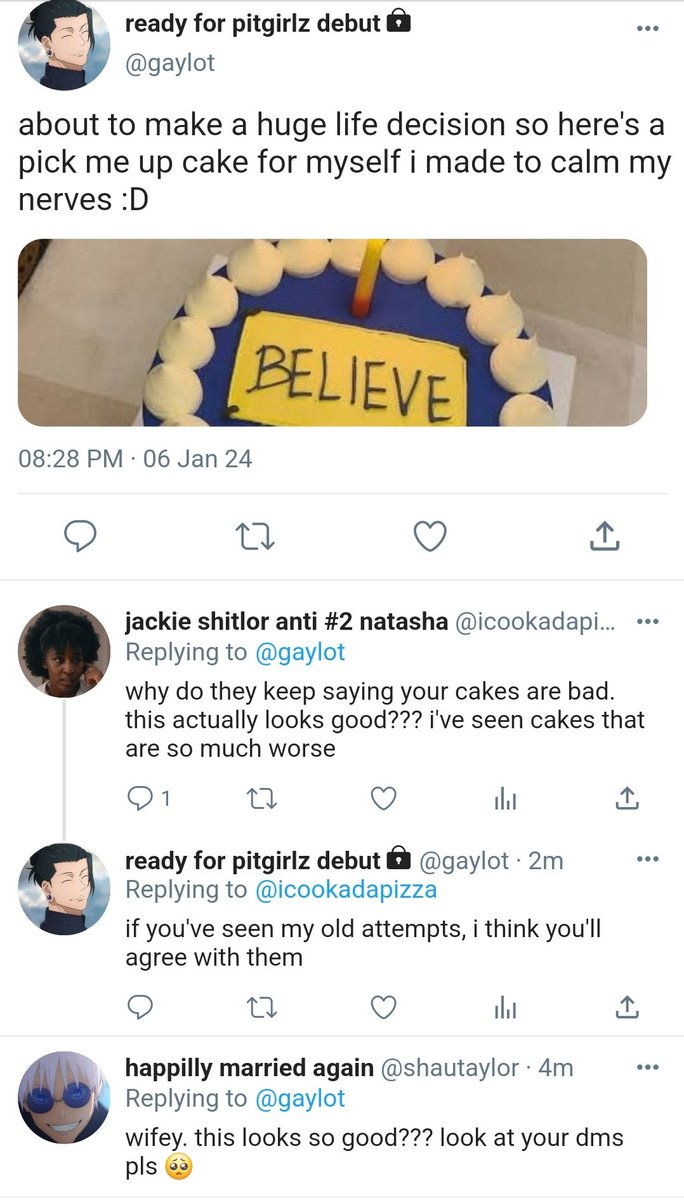 ready for pitgirlz debut 🔒
@gaylot
about to make a huge life decision so here's a
pick me up cake for myself i made to calm my
nerves :D
BELIEVE
08:28 PM · 06 Jan 24
jackie shitlor anti #2 natasha @icookadapi...
Replying to @gaylot
why do they keep saying your cakes are bad.
this actually looks good??? i've seen cakes that
are so much worse
1
ready for pitgirlz debut 🔒 @gaylot · 2m
Replying to @icookadapizza
if you've seen my old attempts, i think you'll
agree with them
happilly married again @shautaylor · 4m
Replying to @gaylot
wifey. this looks so good??? look at your dms
pls 🥺